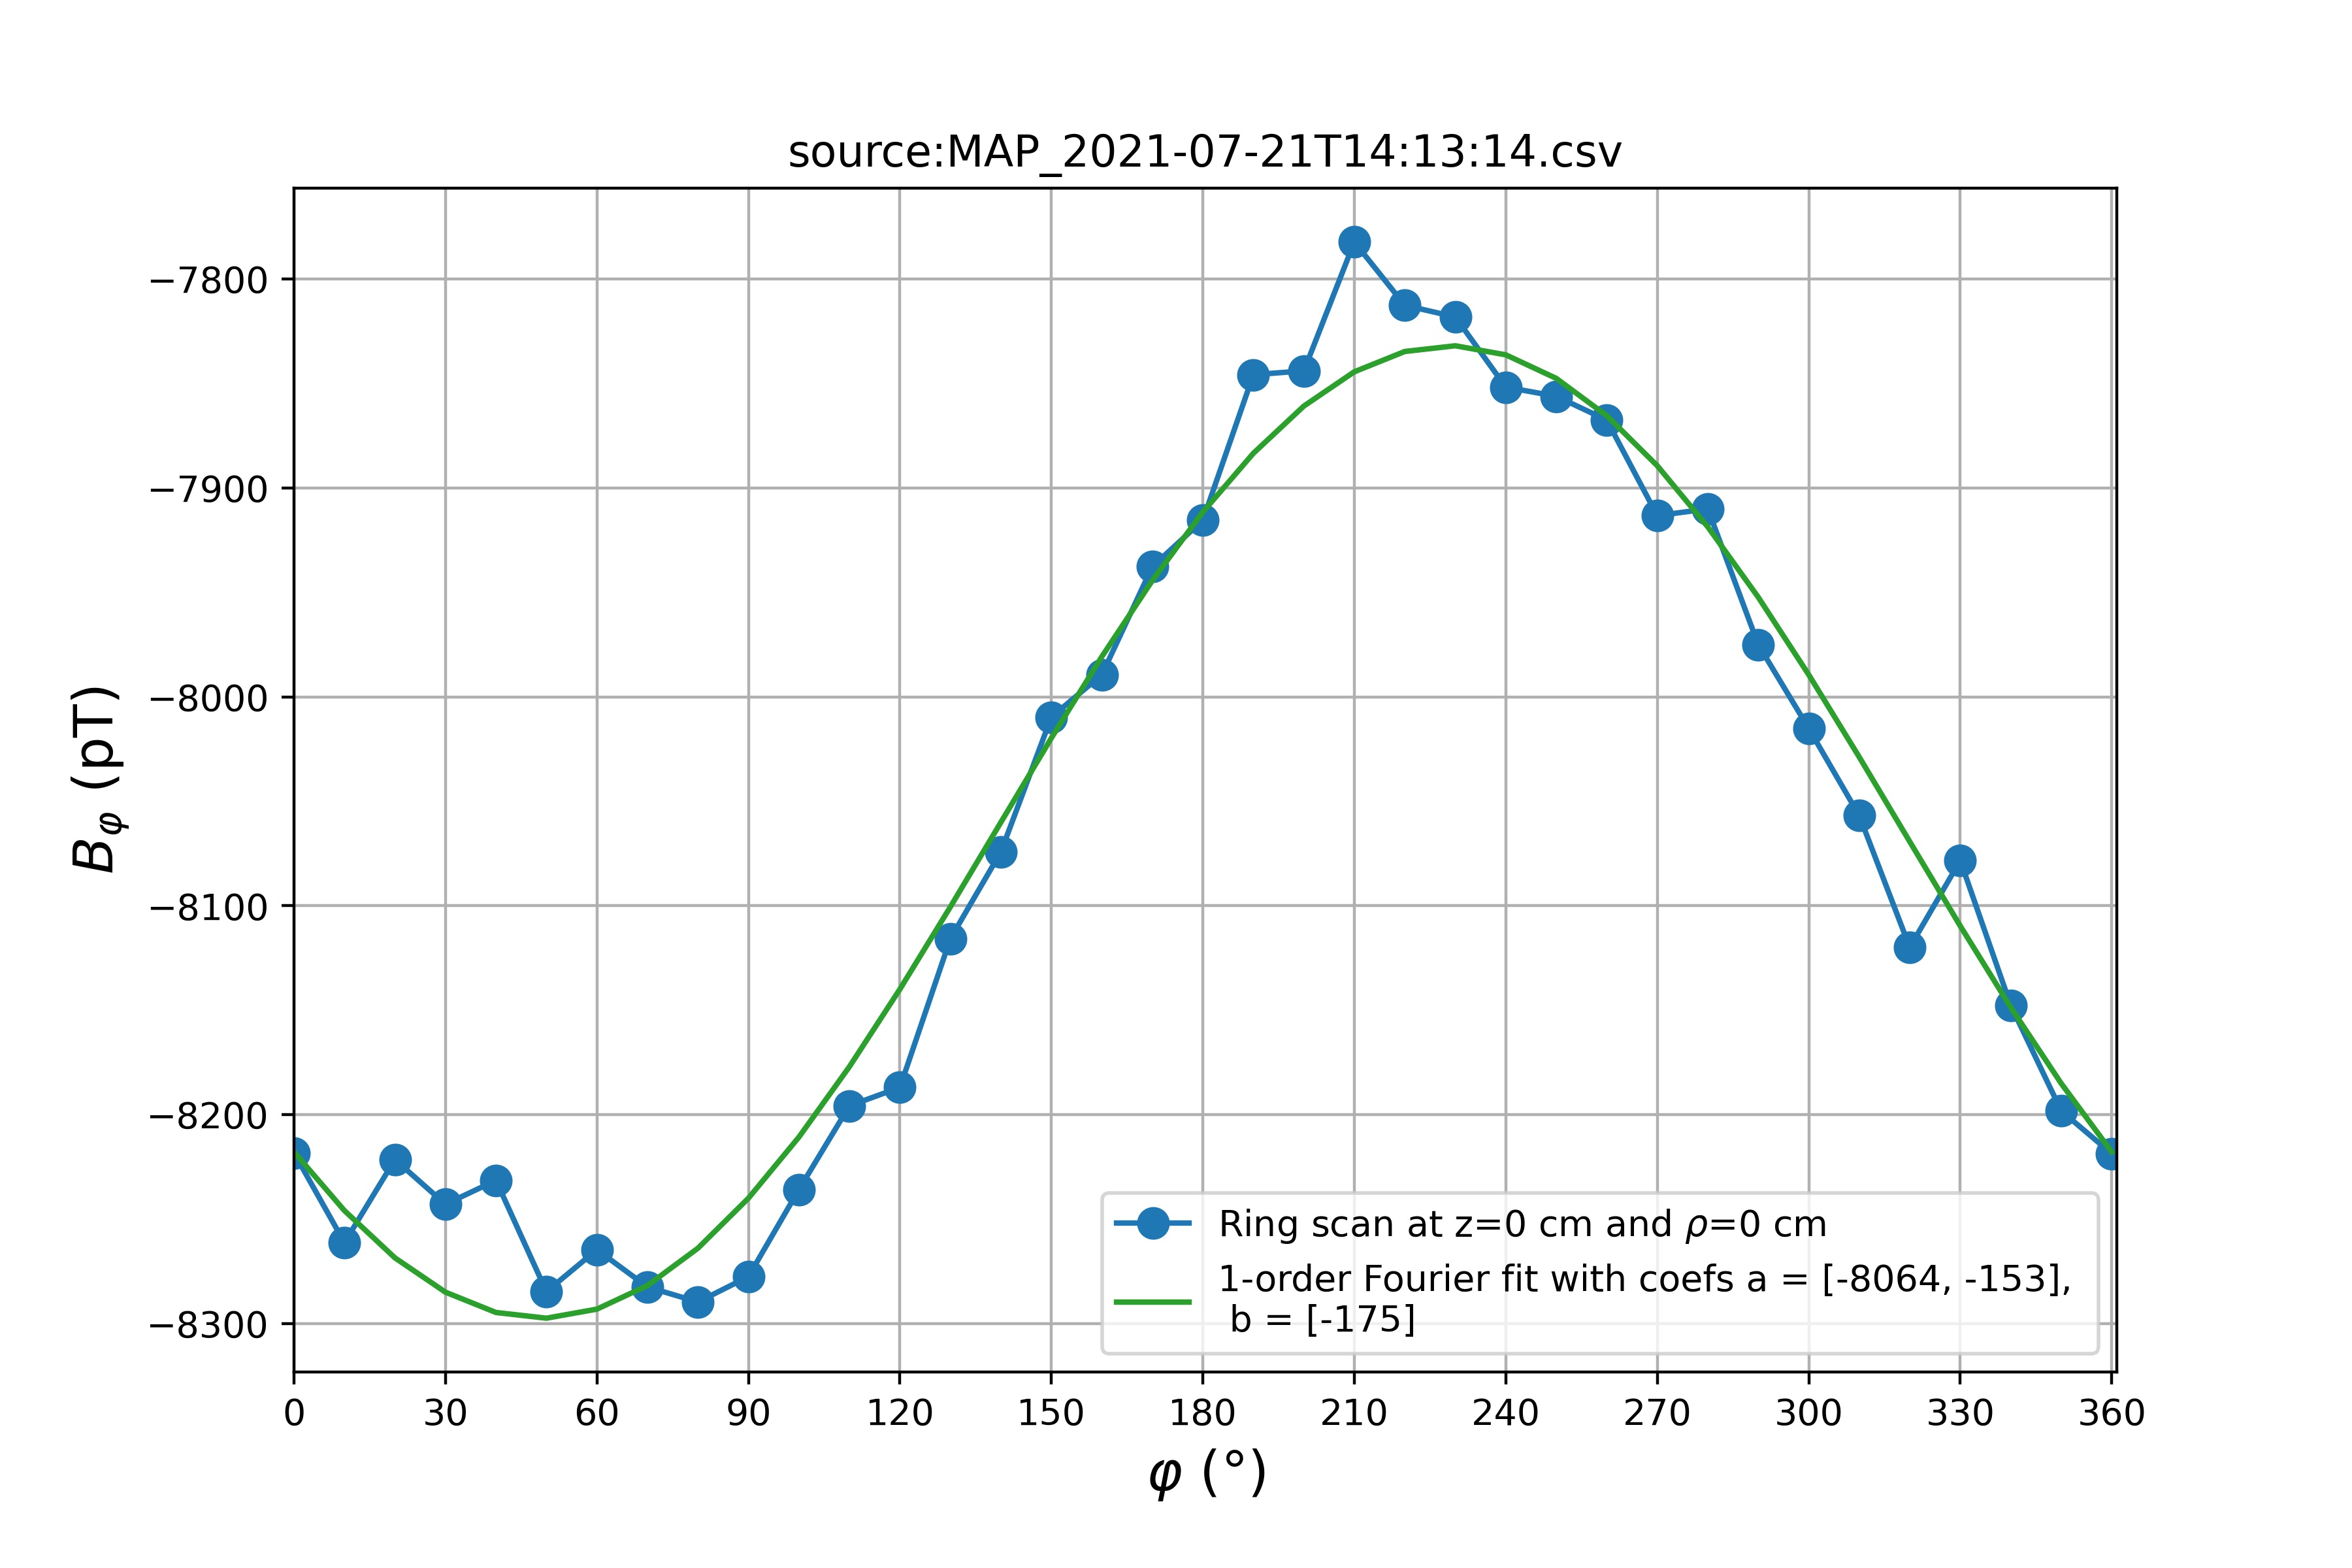 source:MAP_2021-07-21T14:13:14.csv
−7800
−7900
−8000
−8100
−8200
−8300
B_φ (pT)
0 30 60 90 120 150 180 210 240 270 300 330 360
φ (°)
Ring scan at z=0 cm and ρ=0 cm
1-order Fourier fit with coefs a = [-8064, -153],
b = [-175]